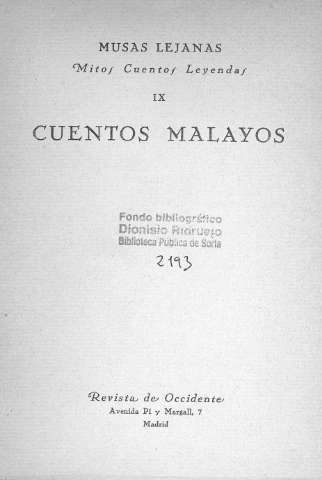 MUSAS LEJANAS
Mitos Cuentos Leyendas
IX
CUENTOS MALAYOS
Fondo bibliográfico
Dionisio Ridruejo
Biblioteca Pública de Soria
2193
Revista de Occidente
Avenida Pi y Margall, 7
Madrid